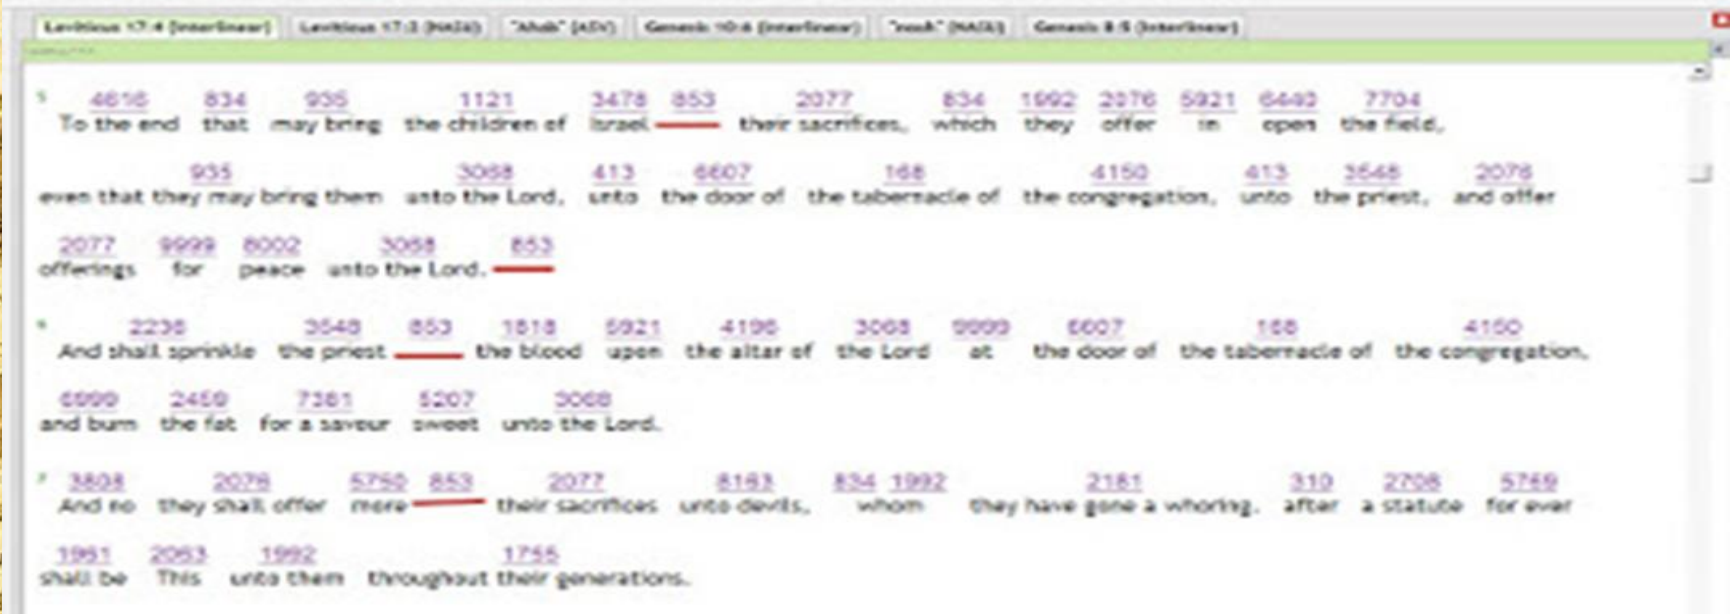 Leviticus 17:4 (Interlinear) Leviticus 17:3 (NASU) "Ahab" (ASV) Genesis 10:6 (Interlinear) "noah" (NASU) Genesis 8:5 (Interlinear)
5 4616 834 935 1121 3478 853 2077 834 1992 2076 5921 6440 7704
To the end that may bring the children of Israel their sacrifices, which they offer in open the field,
935 3068 413 6607 168 4150 413 3548 2076
even that they may bring them unto the Lord, unto the door of the tabernacle of the congregation, unto the priest, and offer
2077 9999 8002 3068 853
offerings for peace unto the Lord.
6 2236 3548 853 1818 5921 4196 3068 9999 6607 168 4150
And shall sprinkle the priest the blood upon the altar of the Lord at the door of the tabernacle of the congregation,
6999 2459 7381 5207 3068
and burn the fat for a savour sweet unto the Lord.
7 3808 2076 5750 853 2077 8163 834 1992 2181 310 2708 5769
And no they shall offer more their sacrifices unto devils, whom they have gone a whoring. after a statute for ever
1961 2063 1992 1755
shall be This unto them throughout their generations.